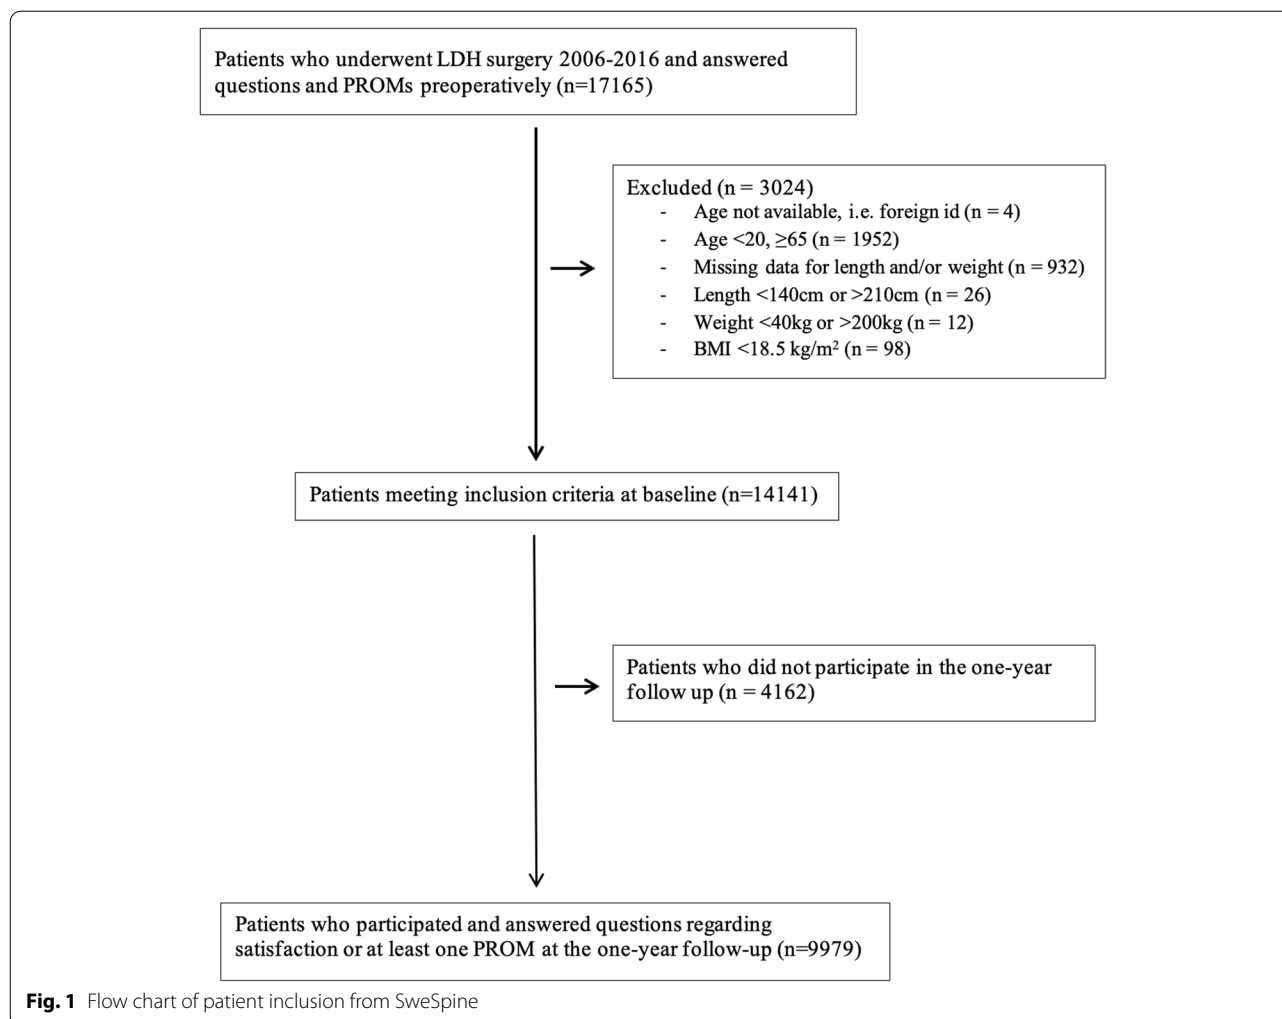 Patients who underwent LDH surgery 2006-2016 and answered
questions and PROMs preoperatively (n=17165)
Excluded (n = 3024)
- Age not available, i.e. foreign id (n = 4)
- Age <20, ≥65 (n = 1952)
- Missing data for length and/or weight (n = 932)
- Length <140cm or >210cm (n = 26)
- Weight <40kg or >200kg (n = 12)
- BMI <18.5 kg/m² (n = 98)
Patients meeting inclusion criteria at baseline (n=14141)
Patients who did not participate in the one-year
follow up (n = 4162)
Patients who participated and answered questions regarding
satisfaction or at least one PROM at the one-year follow-up (n=9979)
Fig. 1 Flow chart of patient inclusion from SweSpine